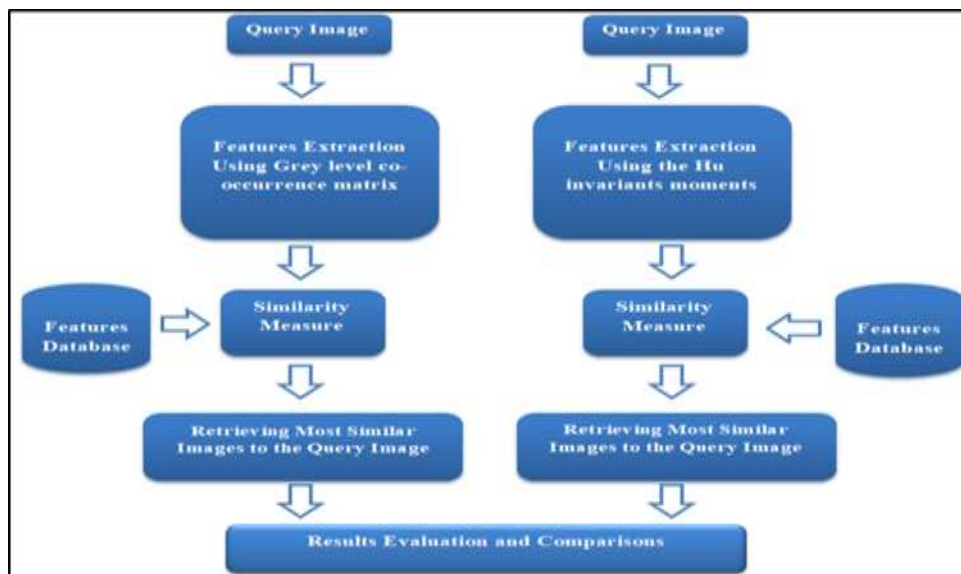 Query Image
Query Image
Features Extraction
Using Grey level co-
occurrence matrix
Features Extraction
Using the Hu
invariants moments
Features
Database
Similarity
Measure
Similarity
Measure
Features
Database
Retrieving Most Similar
Images to the Query Image
Retrieving Most Similar
Images to the Query Image
Results Evaluation and Comparisons